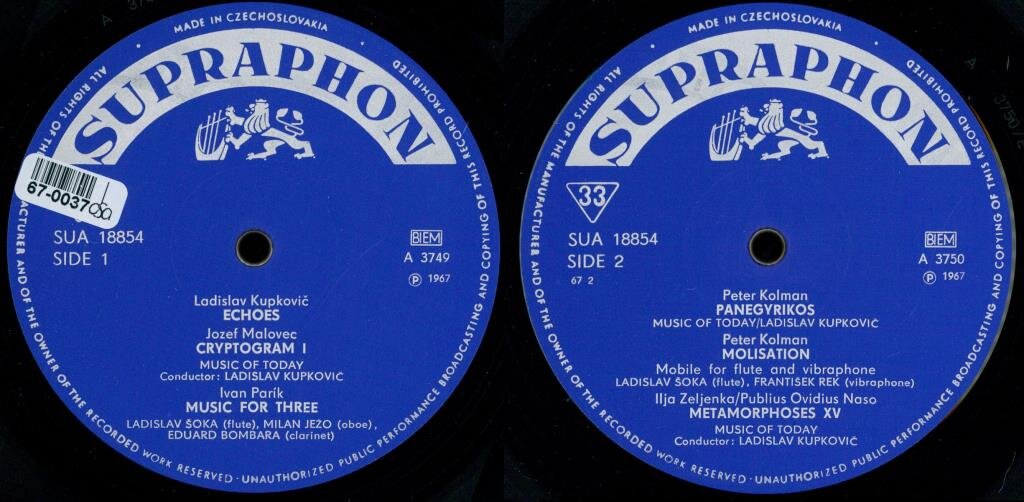 MADE IN CZECHOSLOVAKIA
ALL RIGHTS OF THE MANUFACTURER AND OF THE OWNER OF THE RECORDED WORK RESERVED · UNAUTHORIZED PUBLIC PERFORMANCE BROADCASTING AND COPYING OF THIS RECORD PROHIBITED
SUPRAPHON
67-0037
SUA 18854
SIDE 1
BIEM
A 3749
Ⓟ 1967
Ladislav Kupkovič
ECHOES
Jozef Malovec
CRYPTOGRAM I
MUSIC OF TODAY
Conductor: LADISLAV KUPKOVIČ
Ivan Parík
MUSIC FOR THREE
LADISLAV ŠOKA (flute), MILAN JEŽO (oboe),
EDUARD BOMBARA (clarinet)
MADE IN CZECHOSLOVAKIA
ALL RIGHTS OF THE MANUFACTURER AND OF THE OWNER OF THE RECORDED WORK RESERVED · UNAUTHORIZED PUBLIC PERFORMANCE BROADCASTING AND COPYING OF THIS RECORD PROHIBITED
SUPRAPHON
33
SUA 18854
SIDE 2
67 2
BIEM
A 3750
Ⓟ 1967
Peter Kolman
PANEGYRIKOS
MUSIC OF TODAY/LADISLAV KUPKOVIČ
Peter Kolman
MOLISATION
Mobile for flute and vibraphone
LADISLAV ŠOKA (flute), FRANTIŠEK REK (vibraphone)
Ilja Zeljenka/Publius Ovidius Naso
METAMORPHOSES XV
MUSIC OF TODAY
Conductor: LADISLAV KUPKOVIČ